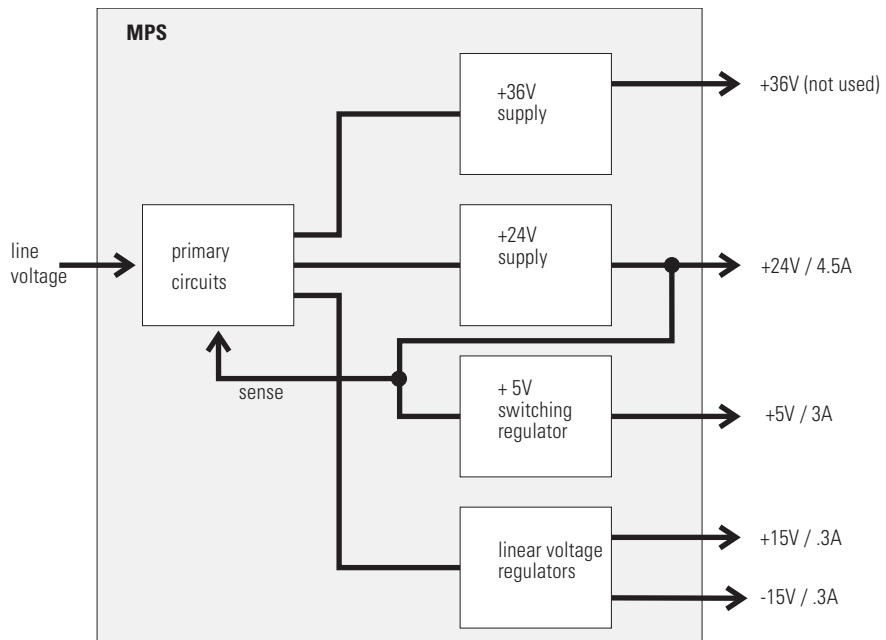 MPS
+36V
supply
+36V (not used)
line
voltage
primary
circuits
+24V
supply
+24V / 4.5A
sense
+ 5V
switching
regulator
+5V / 3A
linear voltage
regulators
+15V / .3A
-15V / .3A